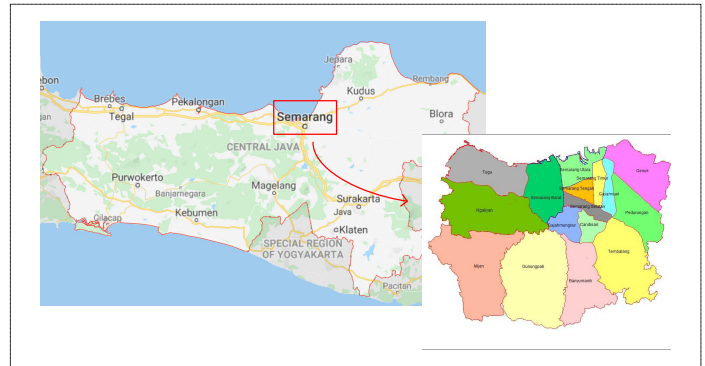 Jepara
Rembang
bon
Kudus
Brebes
Pekalongan
jan
Tegal
Semarang
Blora
CENTRAL JAVA
Purwokerto
Banjarnegara
Magelang
Surakarta
Java
Cilacap
Kebumen
Klaten
SPECIAL REGION
OF YOGYAKARTA
Pacitan
Semarang Utara
Genuk
Tugu
Semarang Timur
Semarang Tengah
Gayamsari
Semarang Barat
Ngaliyan
Semarang Selatan
Pedurungan
Gajahmungkur
Candisari
Tembalang
Mijen
Gunungpati
Banyumanik